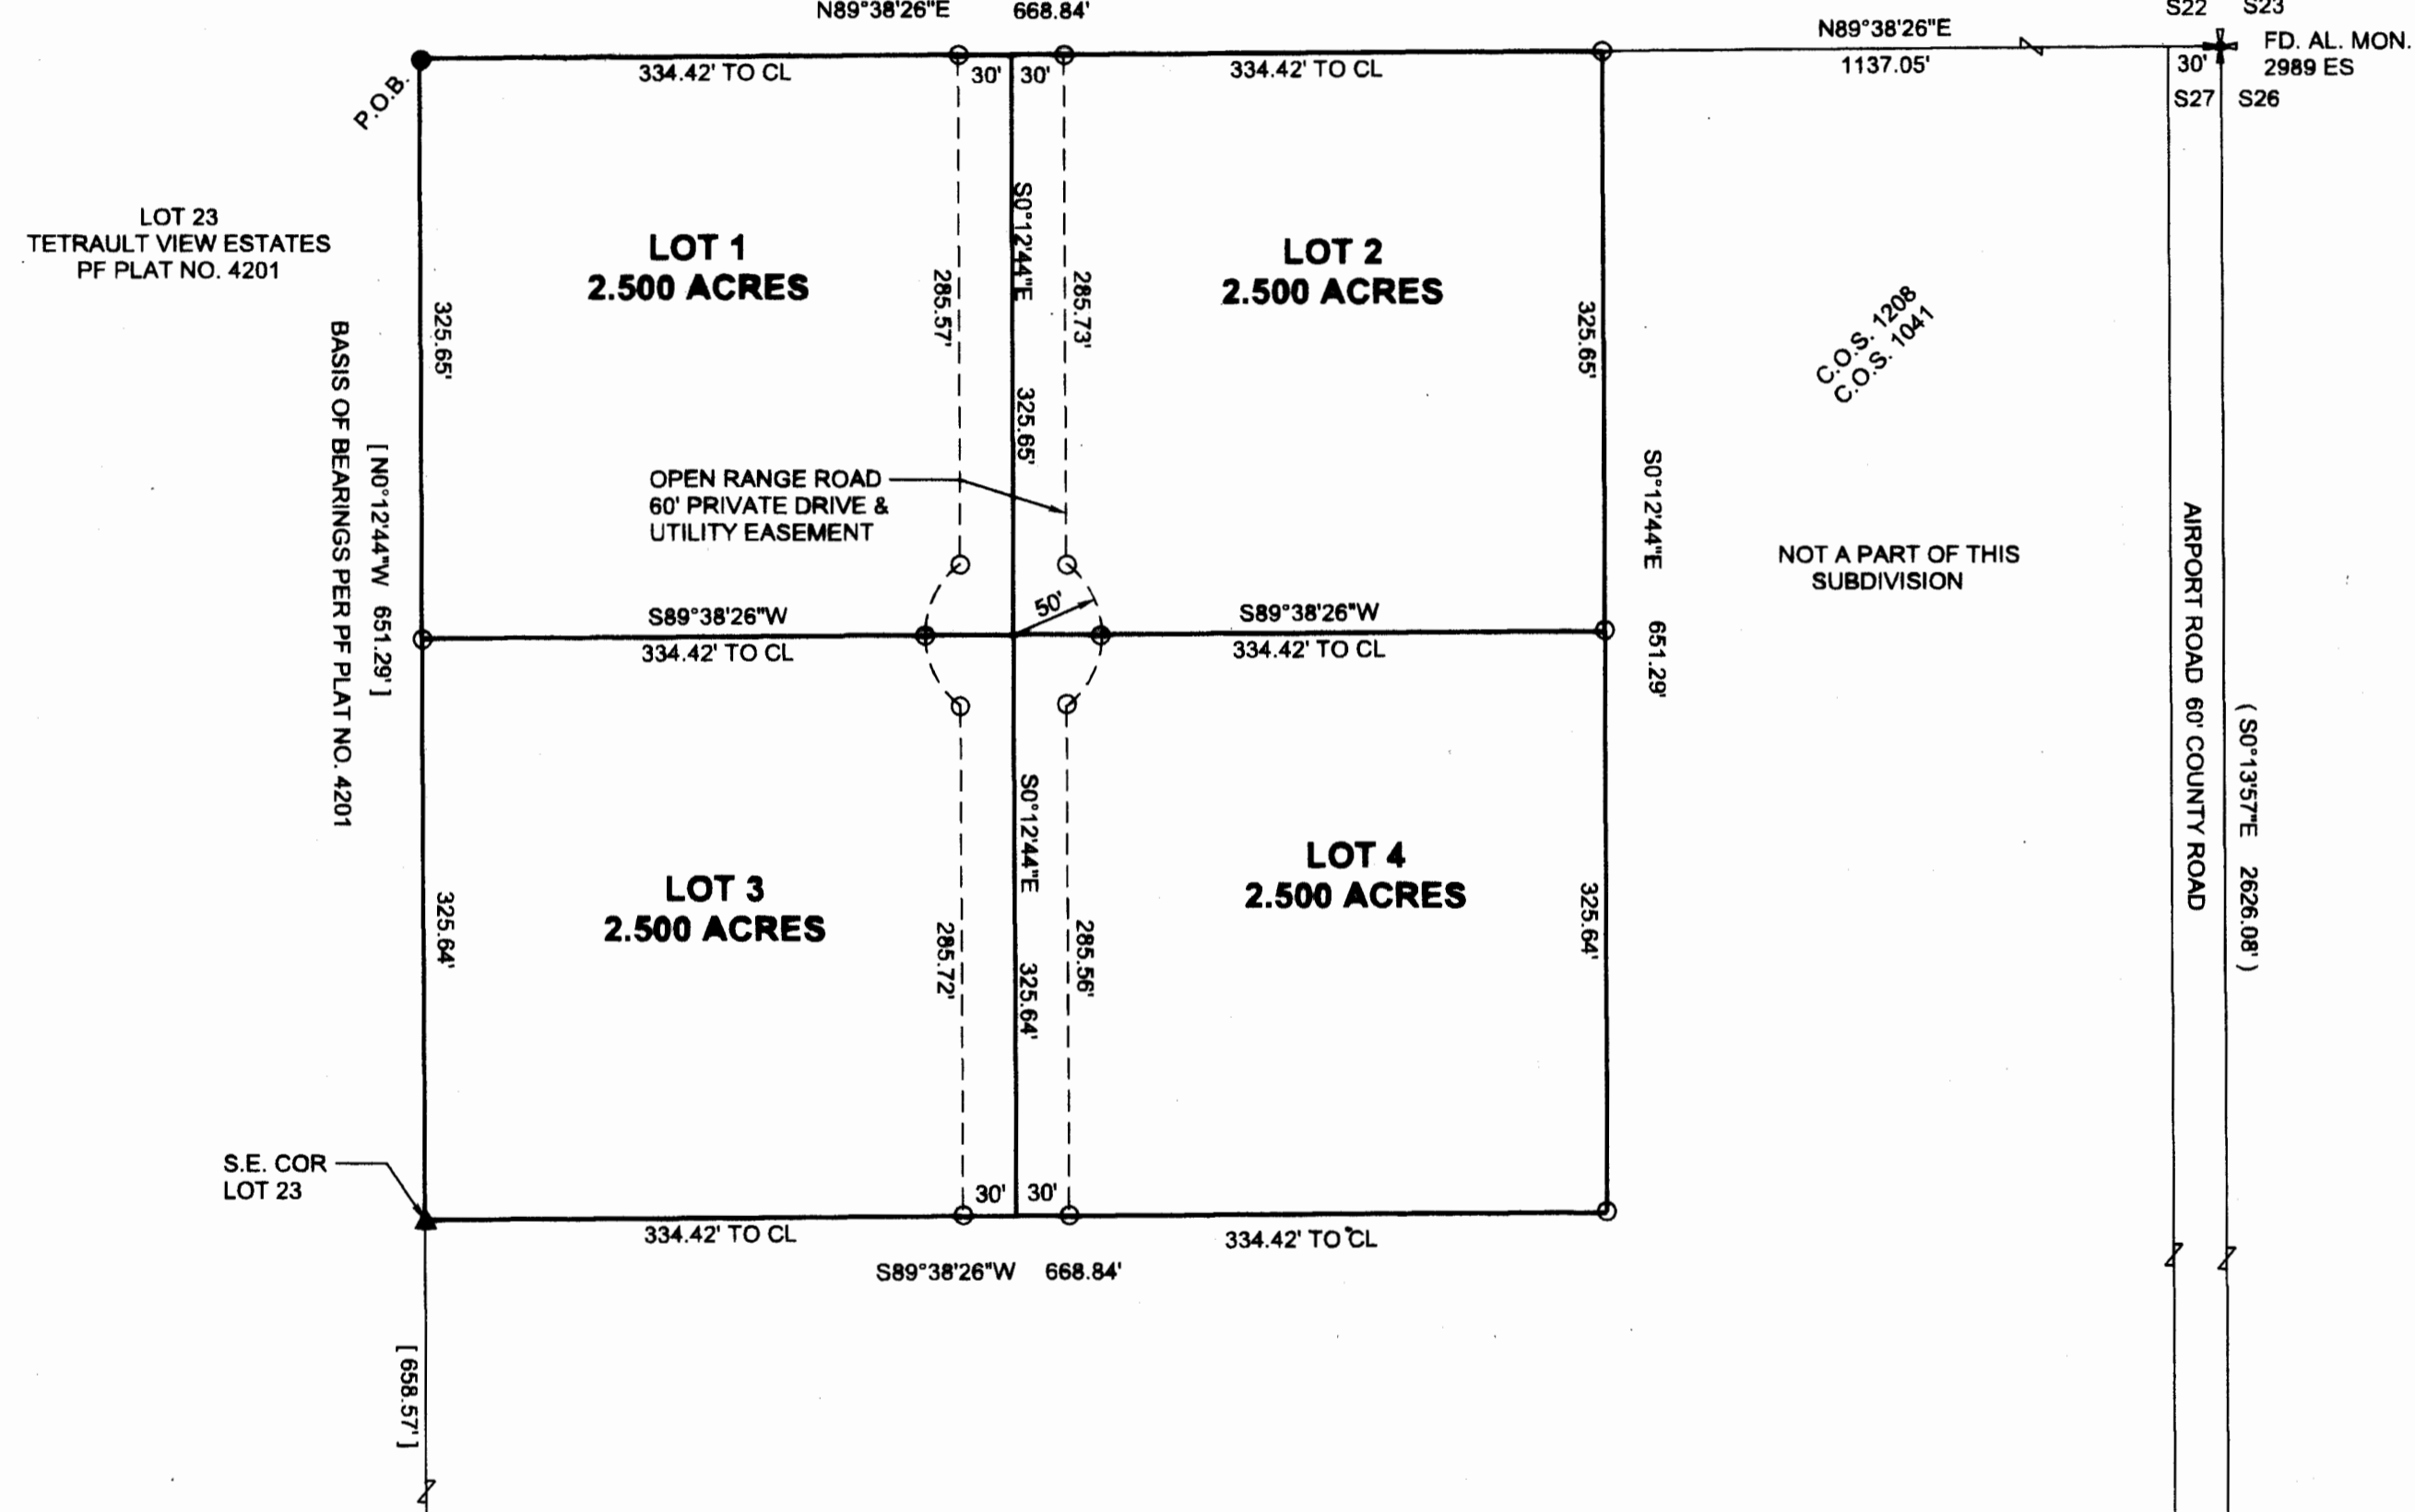 N89°38'26"E 668.84'
S22 S23
N89°38'26"E
1137.05'
FD. AL. MON.
2989 ES
30'
S27 S26
P.O.B.
334.42' TO CL
30' 30'
334.42' TO CL
LOT 23
TETRAULT VIEW ESTATES
PF PLAT NO. 4201
LOT 1
2.500 ACRES
LOT 2
2.500 ACRES
325.65'
285.57'
S0°12'44"E 325.65'
285.73'
325.65'
C.O.S. 1208
C.O.S. 1041
BASIS OF BEARINGS PER PF PLAT NO. 4201
[ N0°12'44"W 651.29' ]
OPEN RANGE ROAD
60' PRIVATE DRIVE &
UTILITY EASEMENT
S0°12'44"E 651.29'
NOT A PART OF THIS
SUBDIVISION
AIRPORT ROAD 60' COUNTY ROAD
( S0°13'57"E 2626.08' )
50'
S89°38'26"W
334.42' TO CL
S89°38'26"W
334.42' TO CL
LOT 3
2.500 ACRES
LOT 4
2.500 ACRES
325.64'
285.72'
S0°12'44"E 325.64'
285.56'
325.64'
S.E. COR
LOT 23
30' 30'
334.42' TO CL
334.42' TO CL
S89°38'26"W 668.84'
[ 658.57' ]